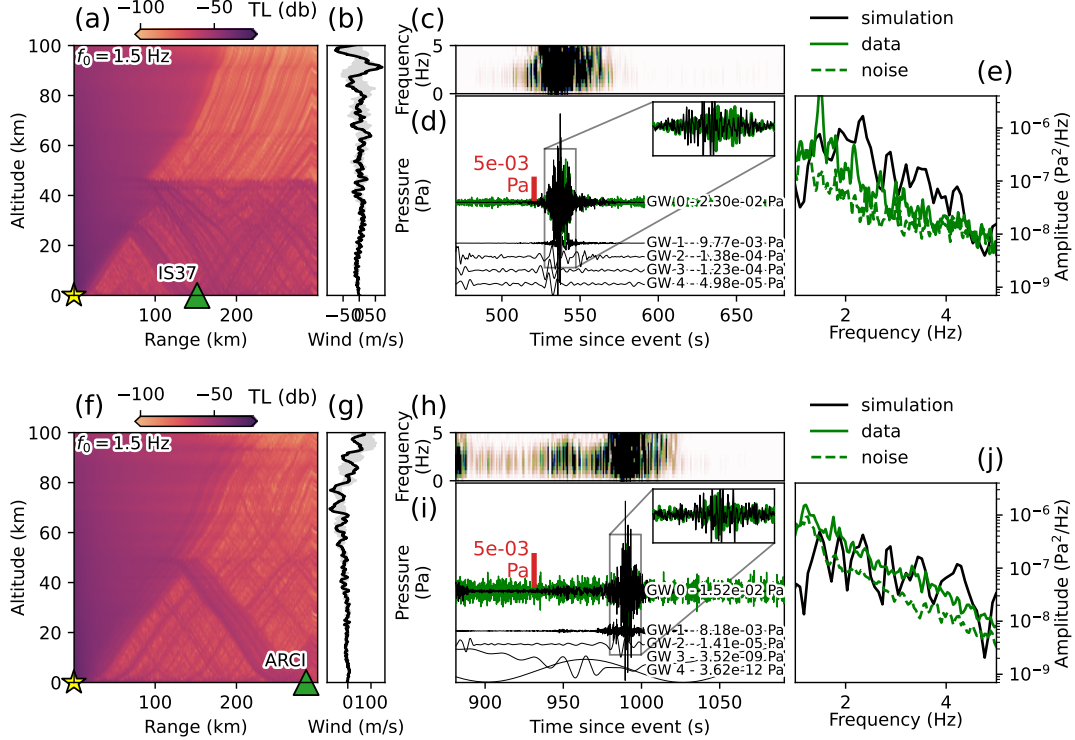 (a)
−100 −50 TL (db)
f₀ = 1.5 Hz
100
80
60
40
20
0
Altitude (km)
IS37
100 200
Range (km)
(b)
−50 0 50
Wind (m/s)
(c)
5
0
Frequency
(Hz)
(d)
5e-03
Pa
Pressure
(Pa)
GW 0 - 2.30e-02 Pa
GW 1 - 9.77e-03 Pa
GW 2 - 1.38e-04 Pa
GW 3 - 1.23e-04 Pa
GW 4 - 4.98e-05 Pa
500 550 600 650
Time since event (s)
simulation
data
noise
(e)
10⁻⁶
10⁻⁷
10⁻⁸
10⁻⁹
Amplitude (Pa²/Hz)
2 4
Frequency (Hz)
(f)
−100 −50 TL (db)
f₀ = 1.5 Hz
100
80
60
40
20
0
Altitude (km)
ARCI
100 200
Range (km)
(g)
0 100
Wind (m/s)
(h)
5
0
Frequency
(Hz)
(i)
5e-03
Pa
Pressure
(Pa)
GW 0 - 1.52e-02 Pa
GW 1 - 8.18e-03 Pa
GW 2 - 1.41e-05 Pa
GW 3 - 3.52e-09 Pa
GW 4 - 3.62e-12 Pa
900 950 1000 1050
Time since event (s)
simulation
data
noise
(j)
10⁻⁶
10⁻⁷
10⁻⁸
10⁻⁹
Amplitude (Pa²/Hz)
2 4
Frequency (Hz)